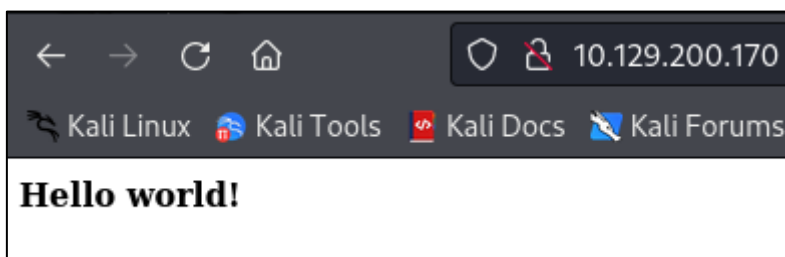 10.129.200.170
Kali Linux Kali Tools Kali Docs Kali Forums
Hello world!